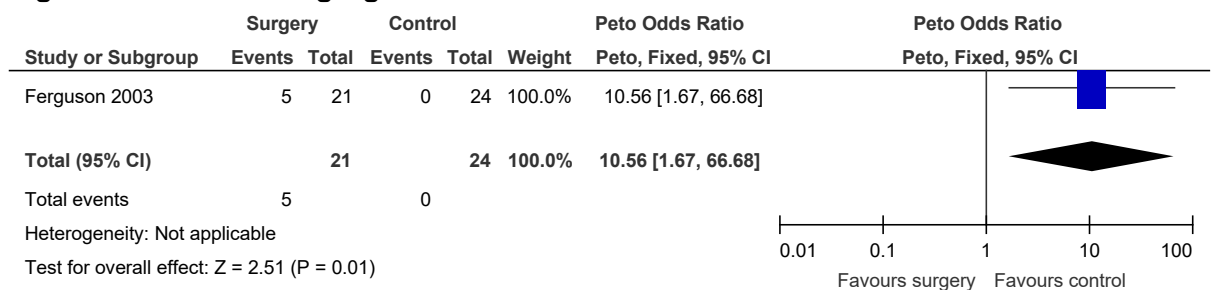 Surgery Control Peto Odds Ratio Peto Odds Ratio
Study or Subgroup Events Total Events Total Weight Peto, Fixed, 95% CI Peto, Fixed, 95% CI
Ferguson 2003 5 21 0 24 100.0% 10.56 [1.67, 66.68]
Total (95% CI) 21 24 100.0% 10.56 [1.67, 66.68]
Total events 5 0
Heterogeneity: Not applicable
Test for overall effect: Z = 2.51 (P = 0.01)
0.01 0.1 1 10 100
Favours surgery Favours control